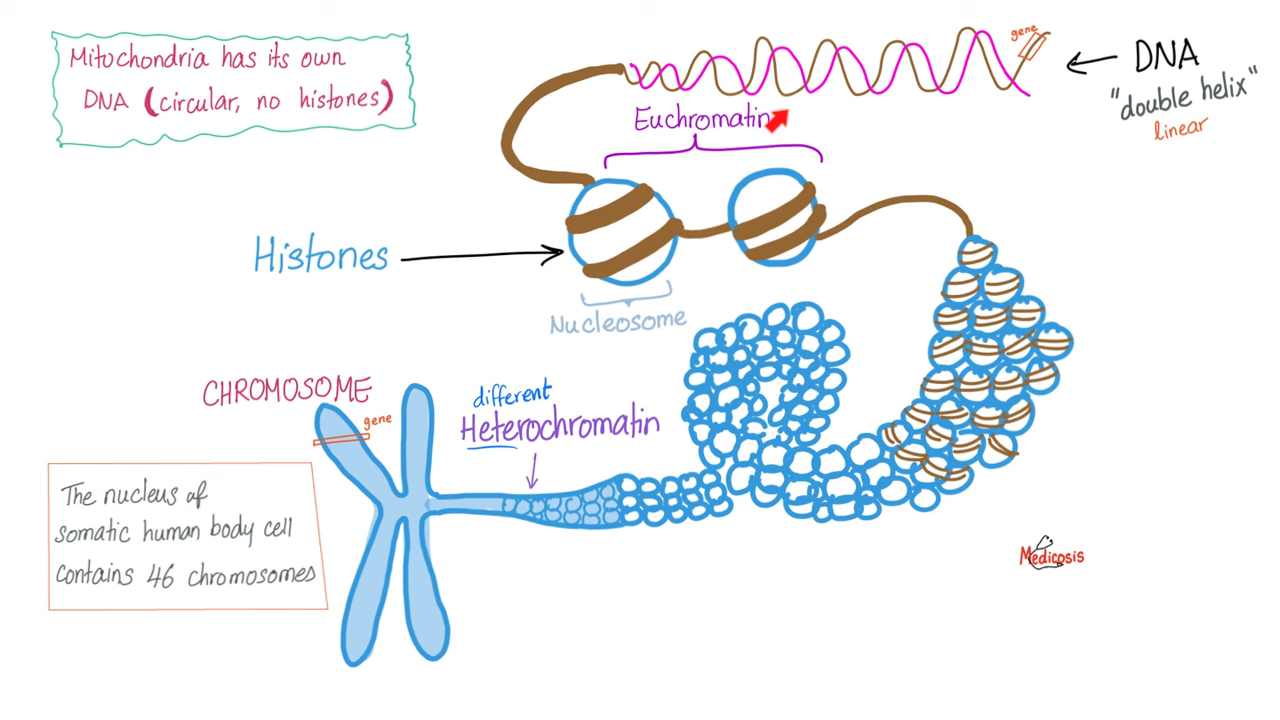 Mitochondria has its own
DNA (circular, no histones)
gene
DNA
"double helix"
linear
Euchromatin
Histones
Nucleosome
CHROMOSOME
gene
different
Heterochromatin
The nucleus of
somatic human body cell
contains 46 chromosomes
Medicosis